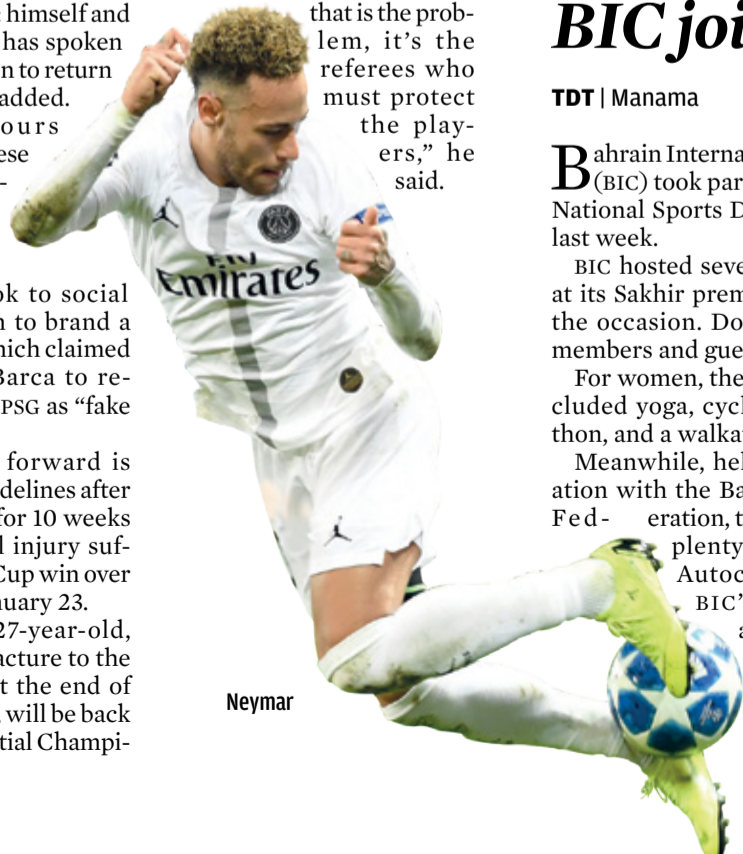 himself and
has spoken
n to return
added.
ours
ese
-
ok to social
n to brand a
hich claimed
Barca to re-
PSG as “fake
forward is
delines after
for 10 weeks
l injury suf-
Cup win over
nuary 23.
27-year-old,
acture to the
t the end of
, will be back
tial Champi-
that is the prob-
lem, it’s the
referees who
must protect
the play-
ers,” he
said.
Fly
Emirates
Neymar
BIC joi
TDT | Manama
Bahrain Interna
(BIC) took par
National Sports D
last week.
BIC hosted seve
at its Sakhir prem
the occasion. Do
members and gue
For women, the
cluded yoga, cycl
thon, and a walka
Meanwhile, hel
ation with the Ba
Fed- eration, t
plenty
Autoc
BIC’
a